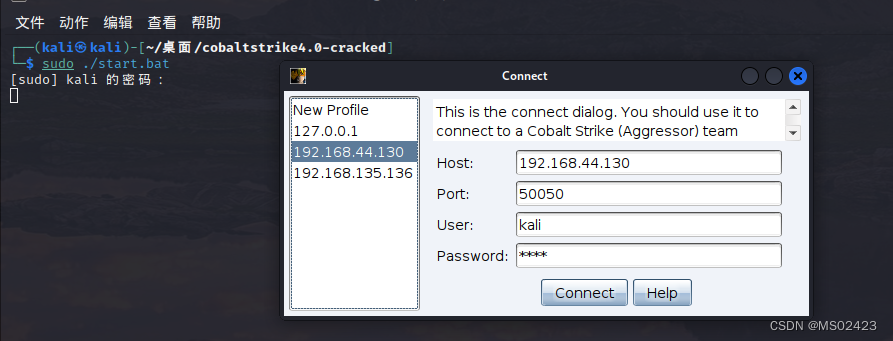 文件 动作 编辑 查看 帮助
┌──(kali㉿kali)-[~/桌面/cobaltstrike4.0-cracked]
└─$ sudo ./start.bat
[sudo] kali 的密码：
Connect
New Profile
127.0.0.1
192.168.44.130
192.168.135.136
This is the connect dialog. You should use it to
connect to a Cobalt Strike (Aggressor) team
Host: 192.168.44.130
Port: 50050
User: kali
Password: ****
Connect Help
CSDN @MS02423